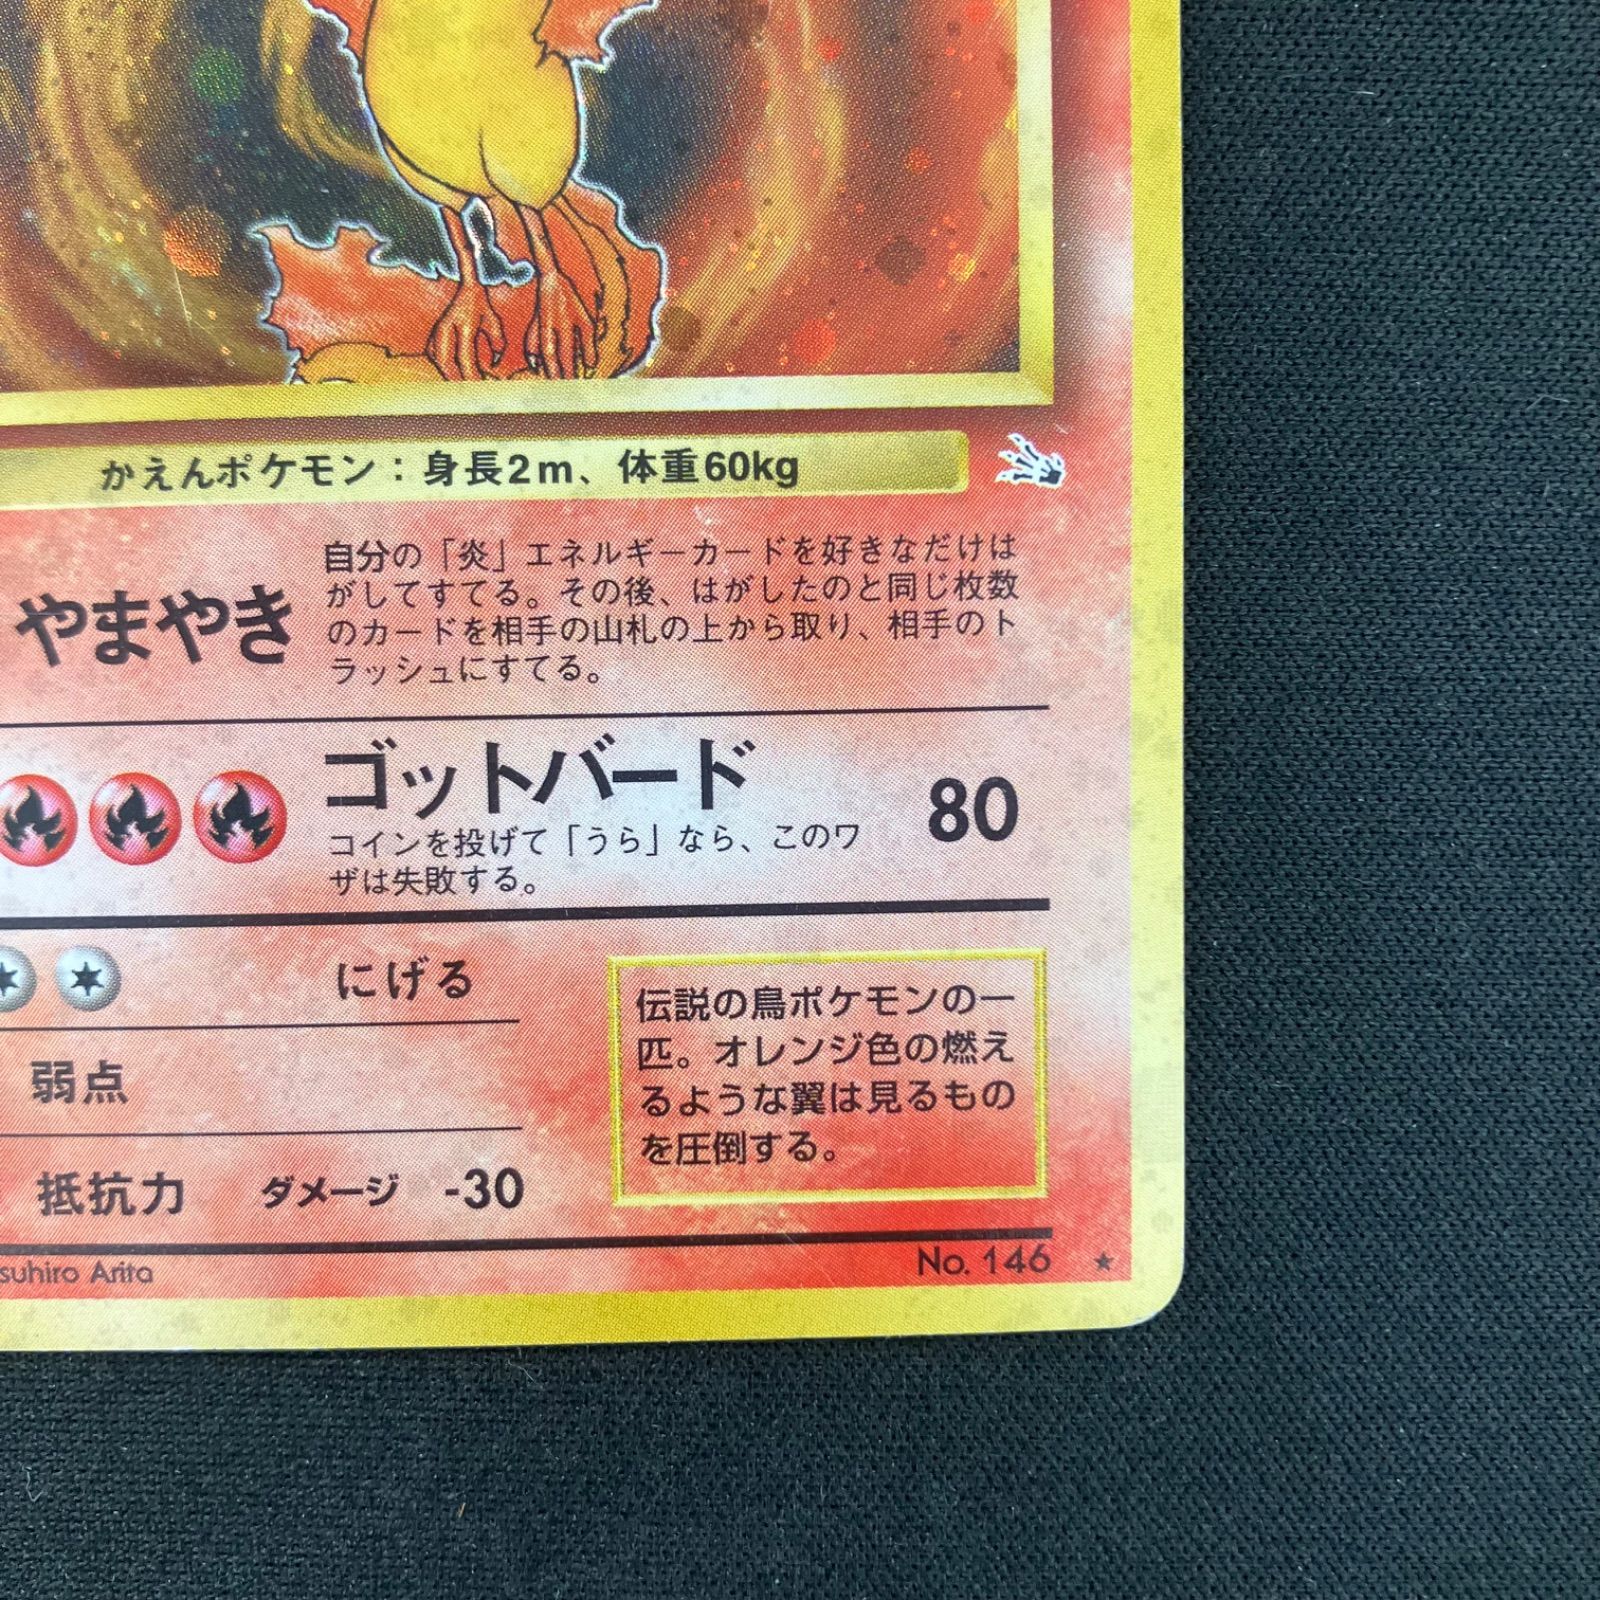 かえんポケモン：身長2m、体重60kg
やまやき
自分の「炎」エネルギーカードを好きなだけは
がしてすてる。その後、はがしたのと同じ枚数
のカードを相手の山札の上から取り、相手のト
ラッシュにすてる。
ゴットバード
80
コインを投げて「うら」なら、このワ
ザは失敗する。
にげる
弱点
抵抗力 ダメージ -30
伝説の鳥ポケモンの一
匹。オレンジ色の燃え
るような翼は見るもの
を圧倒する。
suhiro Arita
No. 146 ★